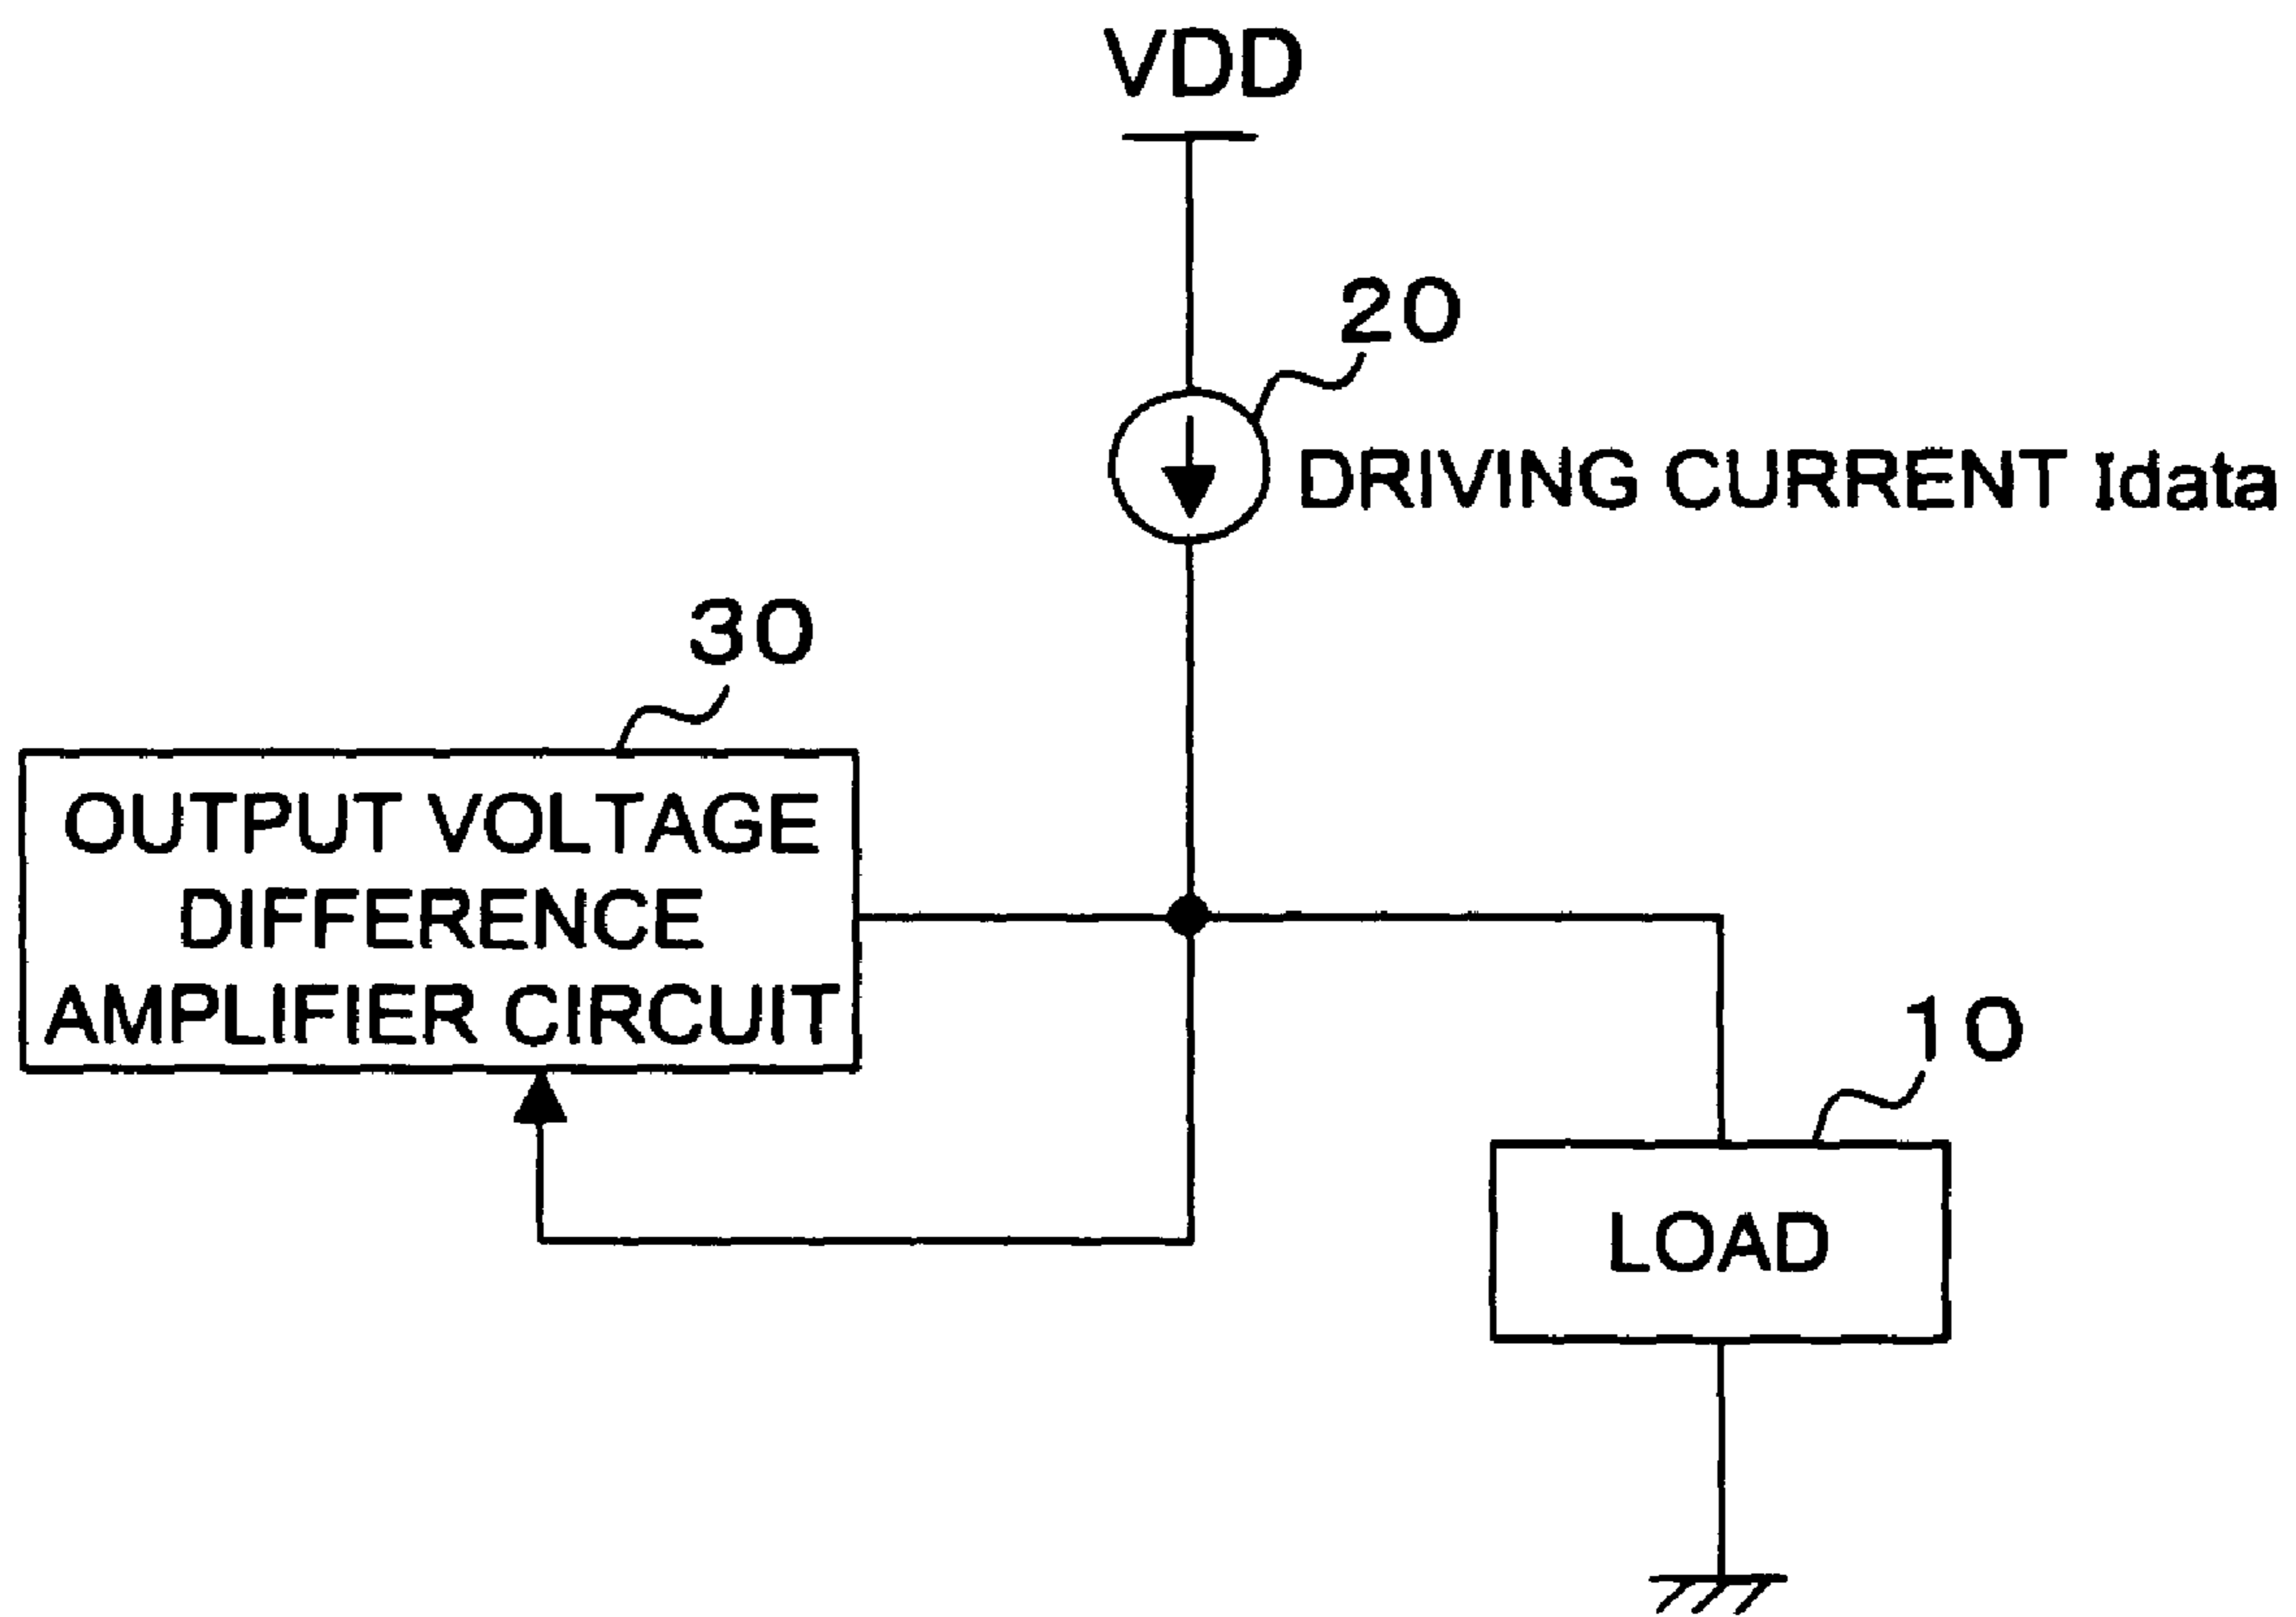 VDD
20
DRIVING CURRENT Idata
30
OUTPUT VOLTAGE
DIFFERENCE
AMPLIFIER CIRCUIT
10
LOAD